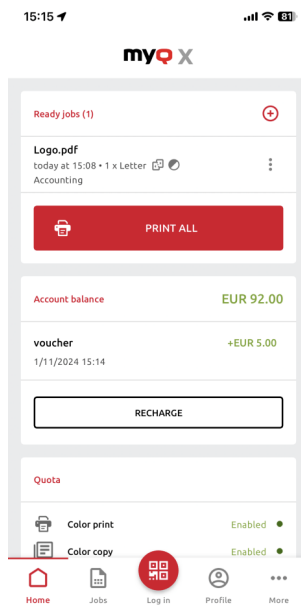 15:15
81
myQ X
Ready jobs (1)
Logo.pdf
today at 15:08 • 1 x Letter
Accounting
PRINT ALL
Account balance
EUR 92.00
voucher
+EUR 5.00
1/11/2024 15:14
RECHARGE
Quota
Color print
Enabled
Color copy
Enabled
Home
Jobs
Log in
Profile
More